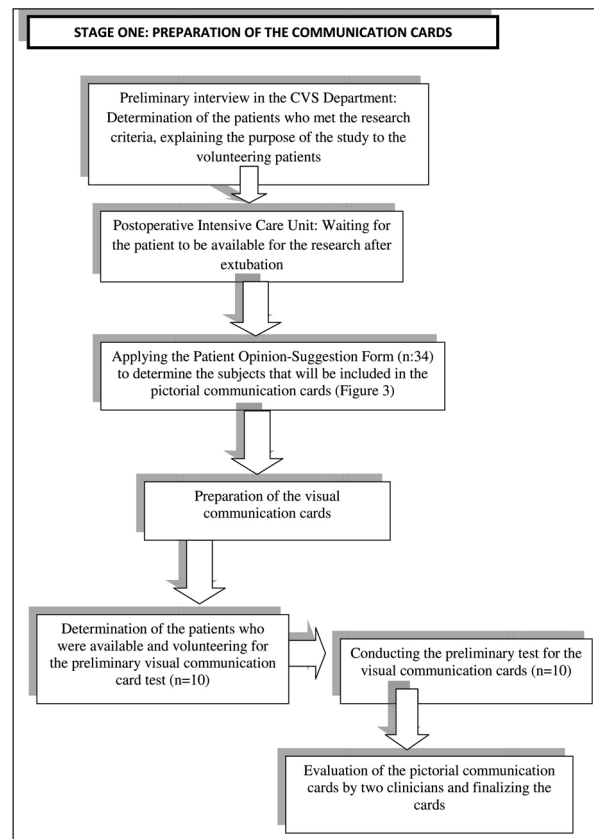 STAGE ONE: PREPARATION OF THE COMMUNICATION CARDS
Preliminary interview in the CVS Department:
Determination of the patients who met the research
criteria, explaining the purpose of the study to the
volunteering patients
Postoperative Intensive Care Unit: Waiting for
the patient to be available for the research after
extubation
Applying the Patient Opinion-Suggestion Form (n:34)
to determine the subjects that will be included in the
pictorial communication cards (Figure 3)
Preparation of the visual
communication cards
Determination of the patients who
were available and volunteering for
the preliminary visual communication
card test (n=10)
Conducting the preliminary test for the
visual communication cards (n=10)
Evaluation of the pictorial communication
cards by two clinicians and finalizing the
cards